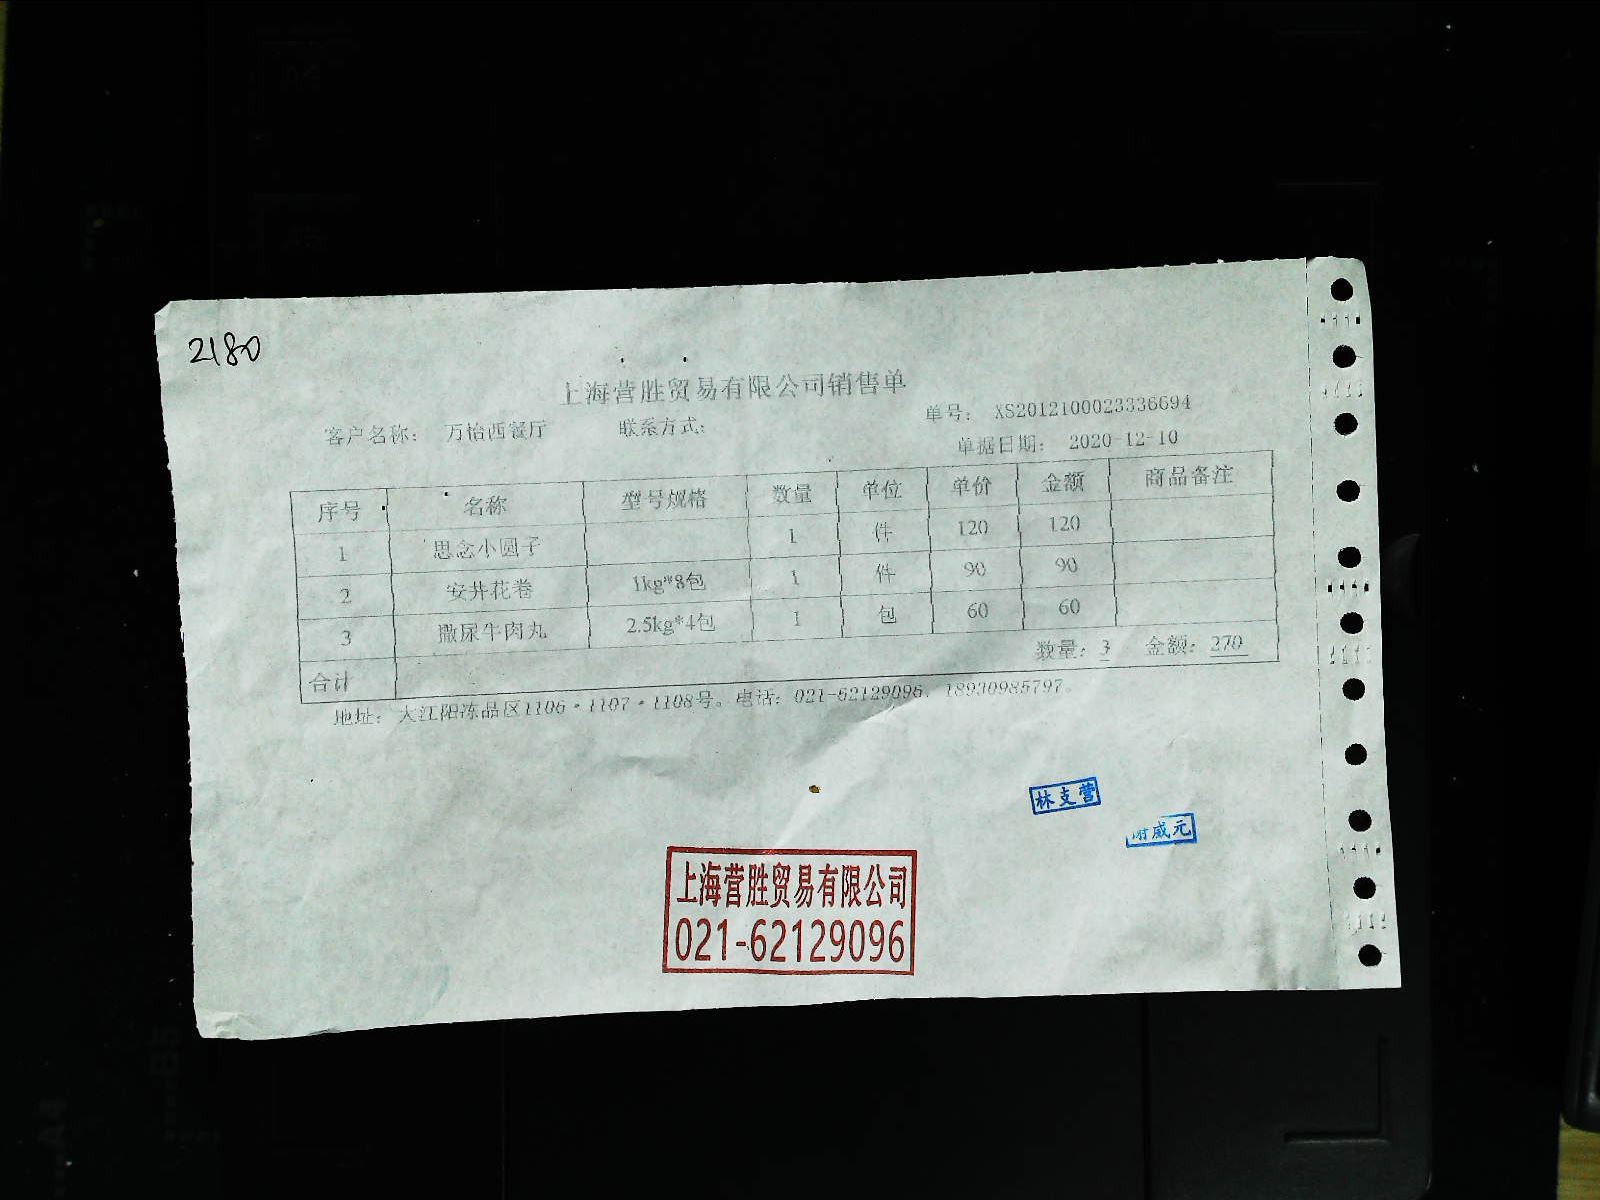 2180
上海营胜贸易有限公司销售单
单号： XS2012100023336694
客户名称： 万怡西餐厅 联系方式：
单据日期： 2020-12-10
序号 名称 型号规格 数量 单位 单价 金额 商品备注
1 思念小圆子 1 件 120 120
2 安井花卷 1kg*8包 1 件 90 90
3 撒尿牛肉丸 2.5kg*4包 1 包 60 60
合计 数量：3 金额：270
地址： 大江阳冻品区1106·1107·1108号。电话：021-62129096、18930985797。
林支营
威元
上海营胜贸易有限公司
021-62129096